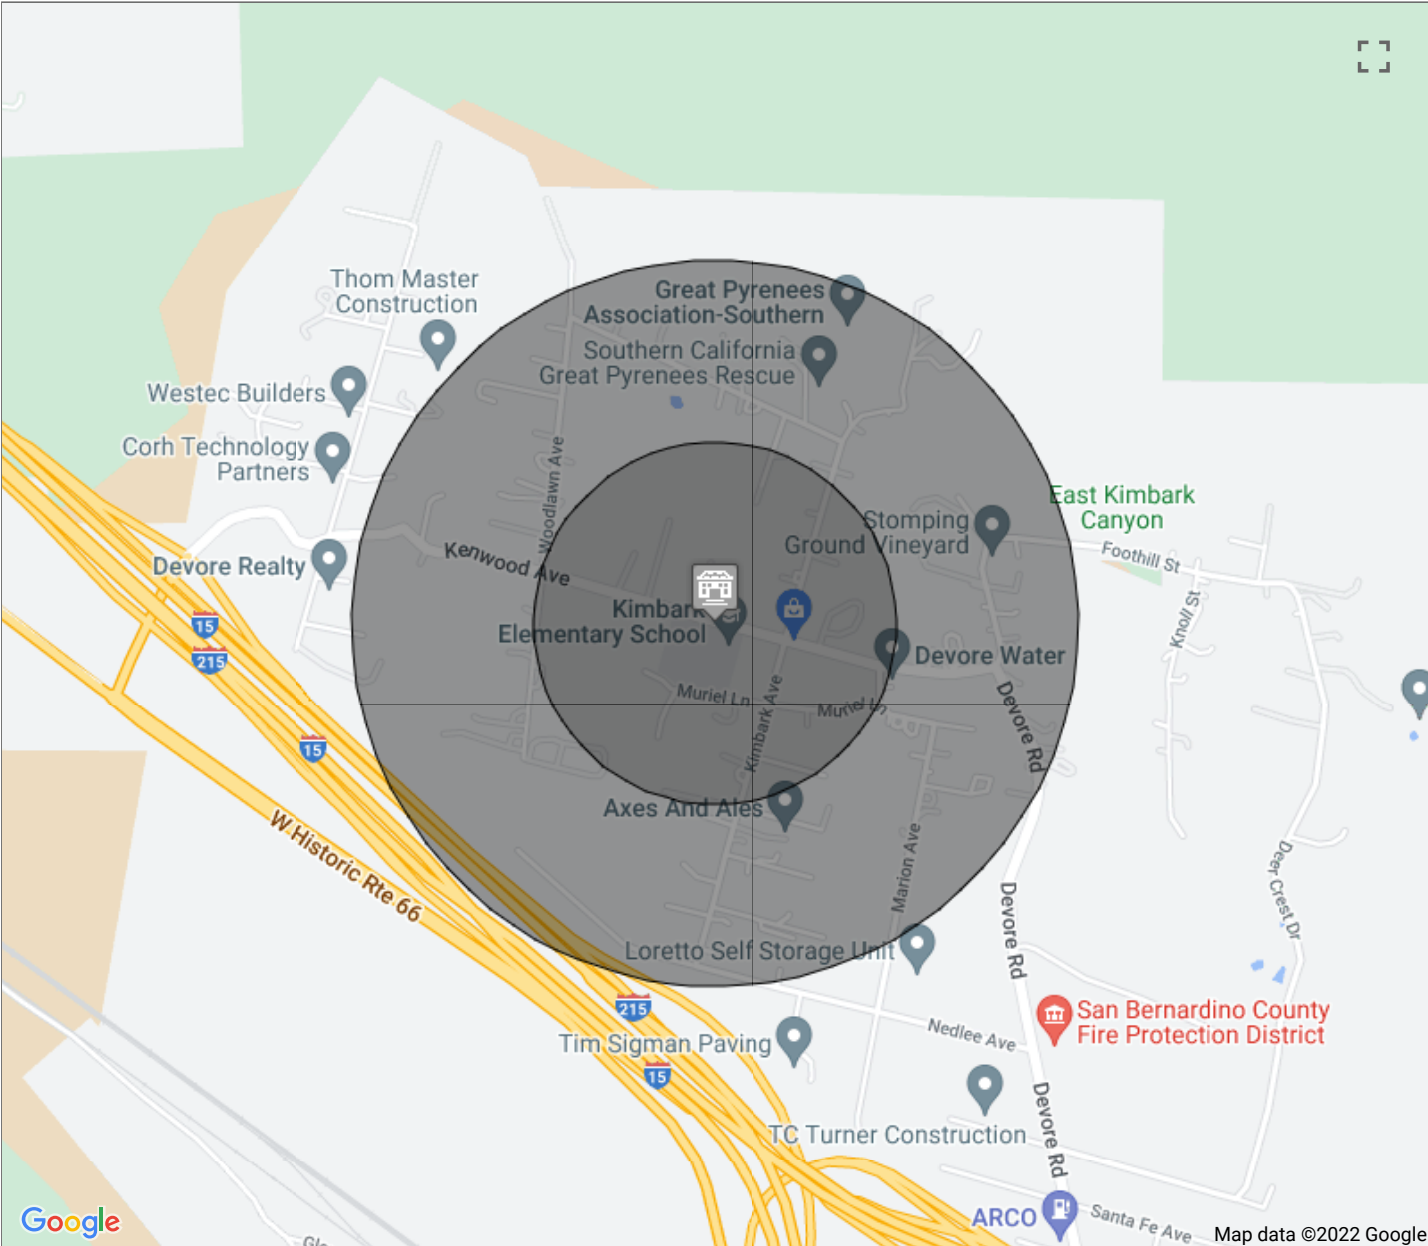 Thom Master
Construction
Great Pyrenees
Association-Southern
Southern California
Great Pyrenees Rescue
Westec Builders
Corh Technology
Partners
Woodlawn Ave
East Kimbark
Canyon
Stomping
Ground Vineyard
Kenwood Ave
Foothill St
Devore Realty
Kimbark
Elementary School
Knoll St
15
215
Devore Water
Muriel Ln
Muriel Ln
Kimbark Ave
Devore Rd
15
Axes And Ales
W Historic Rte 66
Marion Ave
Deer Crest Dr
Devore Rd
Loretto Self Storage Unit
215
San Bernardino County
Fire Protection District
Nedlee Ave
Tim Sigman Paving
15
Devore Rd
TC Turner Construction
ARCO
Santa Fe Ave
Google
Map data ©2022 Google